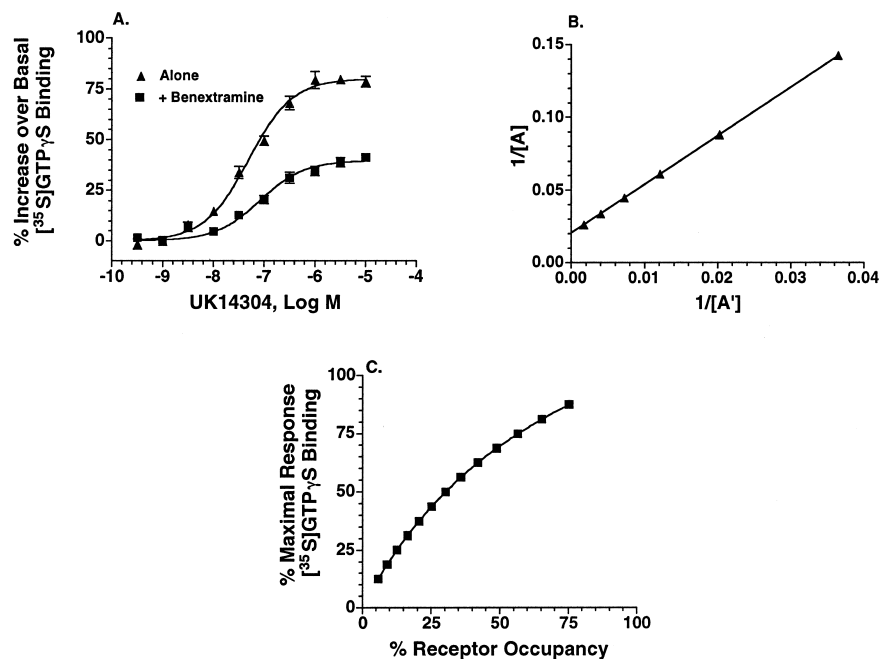 A.
% Increase over Basal
[³⁵S]GTPγS Binding
100
75
50
25
0
Alone
+ Benextramine
-10 -9 -8 -7 -6 -5 -4
UK14304, Log M
B.
1/[A]
0.15
0.10
0.05
0.00
0.00 0.01 0.02 0.03 0.04
1/[A']
C.
% Maximal Response
[³⁵S]GTPγS Binding
100
75
50
25
0
0 25 50 75 100
% Receptor Occupancy